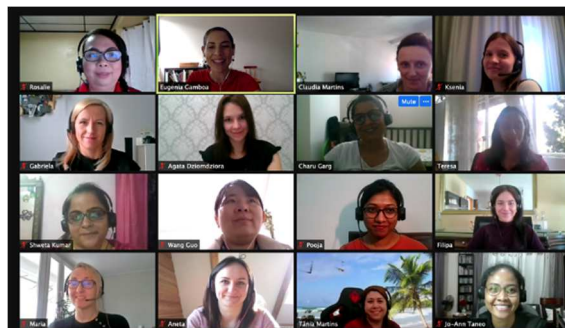 Rosalie
Eugenia Gamboa
Claudia Martins
Ksenia
Gabriela
Agata Dziemdziora
Mute
Charu Garg
Teresa
Shweta Kumar
Wang Guo
Pooja
Filipa
Maria
Aneta
Tânia Martins
Jo-Ann Taneo